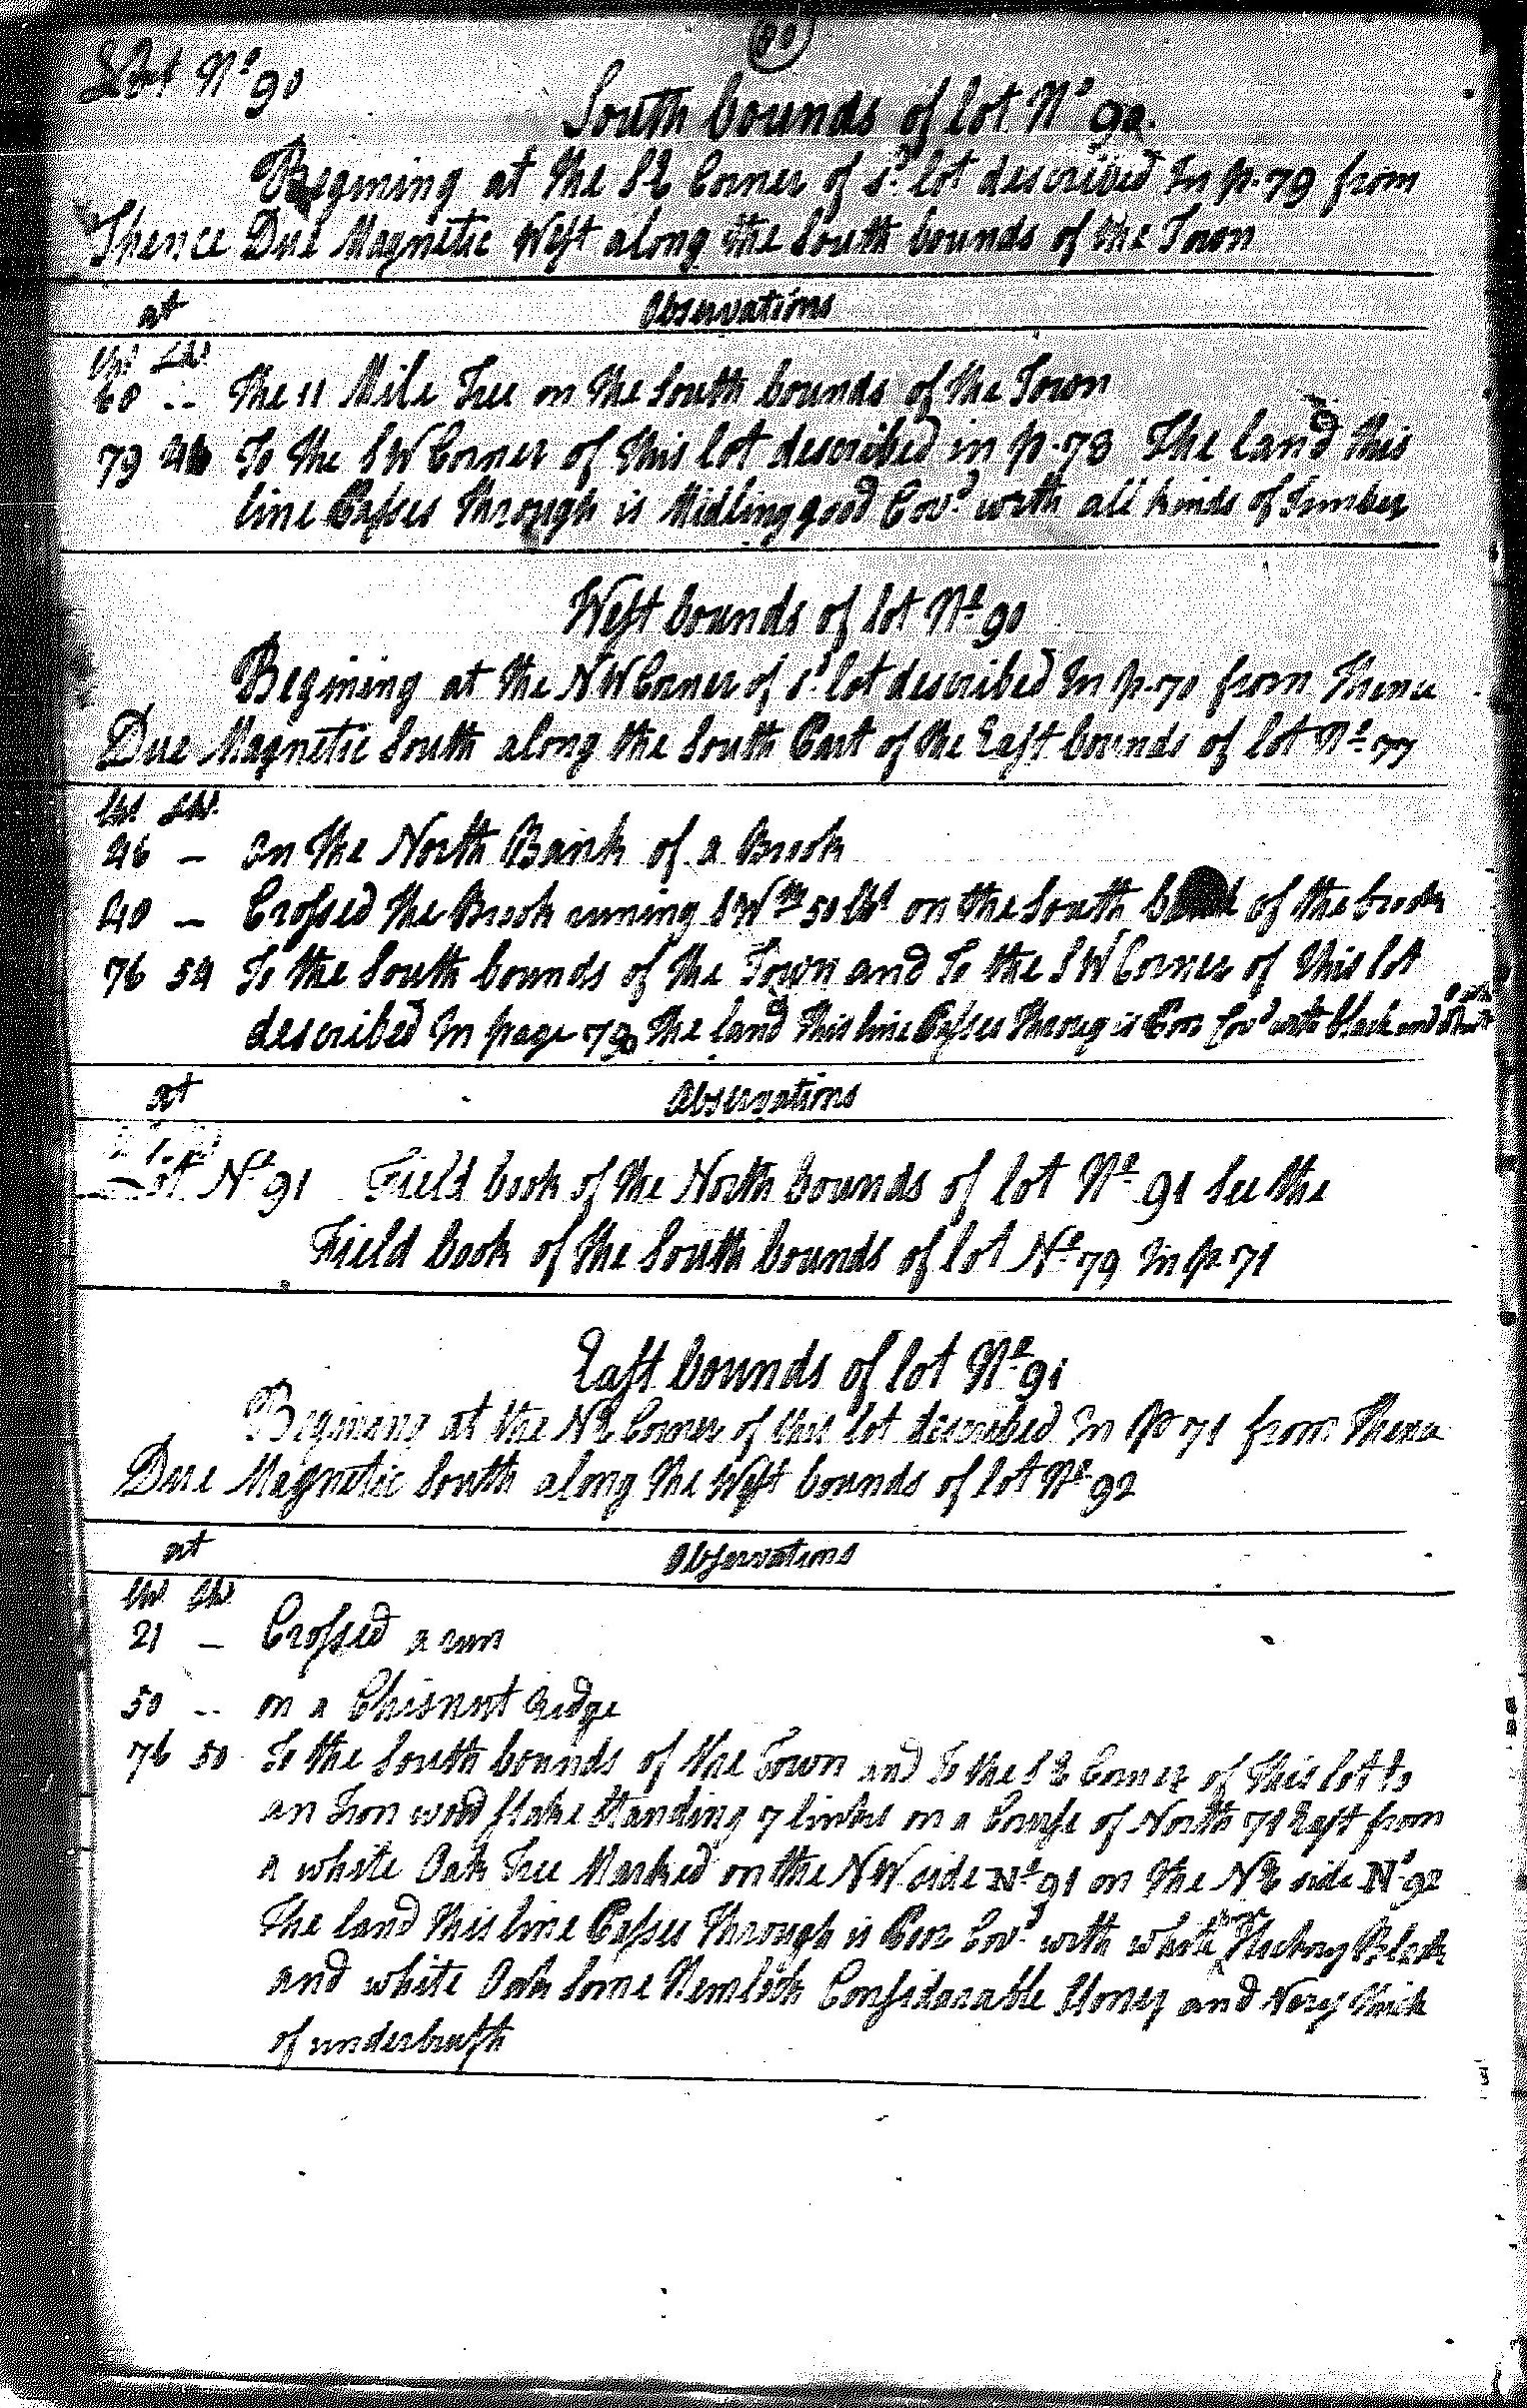 80
Lot Nº 90
South bounds of lot Nº 90.
Begining at the SE Corner of sd. lot described In p. 79 from
Thence Due Magnetic West along the South bounds of the Town
at Observations
Chs. Lks.
60 .. The 11 Mile Tree on the South bounds of the Town
79 To the SW Corner of this lot described in p. 78 The land this
line Passes Through is Midling good Covd. with all kinds of Timber
West bounds of lot Nº 90
Begining at the NW Corner of sd. lot described In p. 70 from Thence
Due Magnetic South along the South Part of the East bounds of lot Nº 77
Chs. Lks.
– on the North Bank of a Brook
40 – Crossed the Brook runing SW 50 lks on the South bank of the brook
76 54 To the South bounds of the Town and To the SW Corner of this lot
described In page 78 The land This line Passes Throug is Poor Covd with black and white
at Observations
Lot Nº 91 Field book of the North bounds of lot Nº 91 See the
Field book of the South bounds of lot Nº 79 In p. 71
East bounds of lot Nº 91
Begining at the NE Corner of this lot described In p. 71 from Thence
Due Magnetic South along the West bounds of lot Nº 92
at Observations
Chs. Lks.
21 – Crossed a run
50 .. on a Chisnut ridge
76 50 To the South bounds of the Town and To the SE Corner of This lot to
an Iron wood stake Standing 7 links on a Course of North 71 East from
a white Oak Tree Marked on the NW side Nº 91 on the NE side Nº 92
The land This line Passes Through is Poor Covd. with white Hickory Black
and white Oak Some Hemlock Considarable Stoney and Very thick
of underbrush